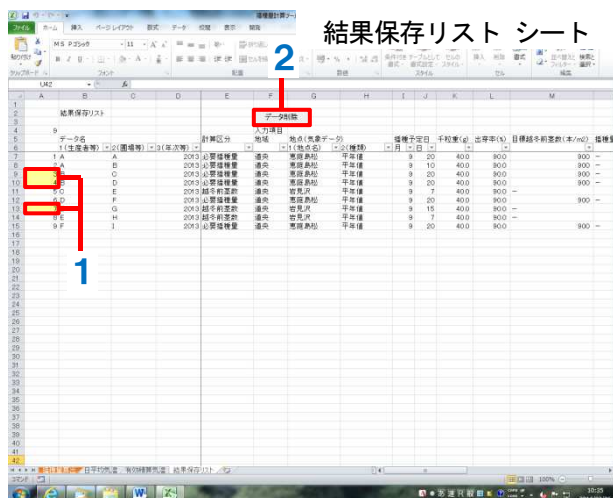 播種量計算ツール
ファイル ホーム 挿入 ページレイアウト 数式 データ 校閲 表示 開発
結果保存リスト シート
貼り付け
MS Pゴシック 11
クリップボード フォント 配置 数値 スタイル セル 編集
2
U42 fx
A B C D E F G H I J K L M
結果保存リスト
データ削除
9 入力項目
データ名 計算区分 地域 地点(気象データ) 播種予定日 千粒重(g) 出芽率(%) 目標越冬前茎数(本/m2) 播種量
1(生産者等) 2(圃場等) 3(年次等) 1(地点名) 2(種類) 月 日
1 A A 2013 必要播種量 道央 恵庭島松 平年値 9 20 40.0 90.0 900 −
2 A B 2013 必要播種量 道央 恵庭島松 平年値 9 10 40.0 90.0 900 −
3 B C 2013 必要播種量 道央 恵庭島松 平年値 9 20 40.0 90.0 900 −
4 B D 2013 必要播種量 道央 恵庭島松 平年値 9 20 40.0 90.0 900 −
5 C E 2013 越冬前茎数 道央 岩見沢 平年値 9 7 40.0 90.0 −
6 D F 2013 必要播種量 道央 恵庭島松 平年値 9 20 40.0 90.0 900 −
G 2013 越冬前茎数 道央 岩見沢 平年値 9 15 40.0 90.0 −
8 E H 2013 越冬前茎数 道央 岩見沢 平年値 9 7 40.0 90.0 −
9 F I 2013 必要播種量 道央 恵庭島松 平年値 9 20 40.0 90.0 900 −
1
日平均気温 有効積算気温 結果保存リスト
コマンド 100%
10:35